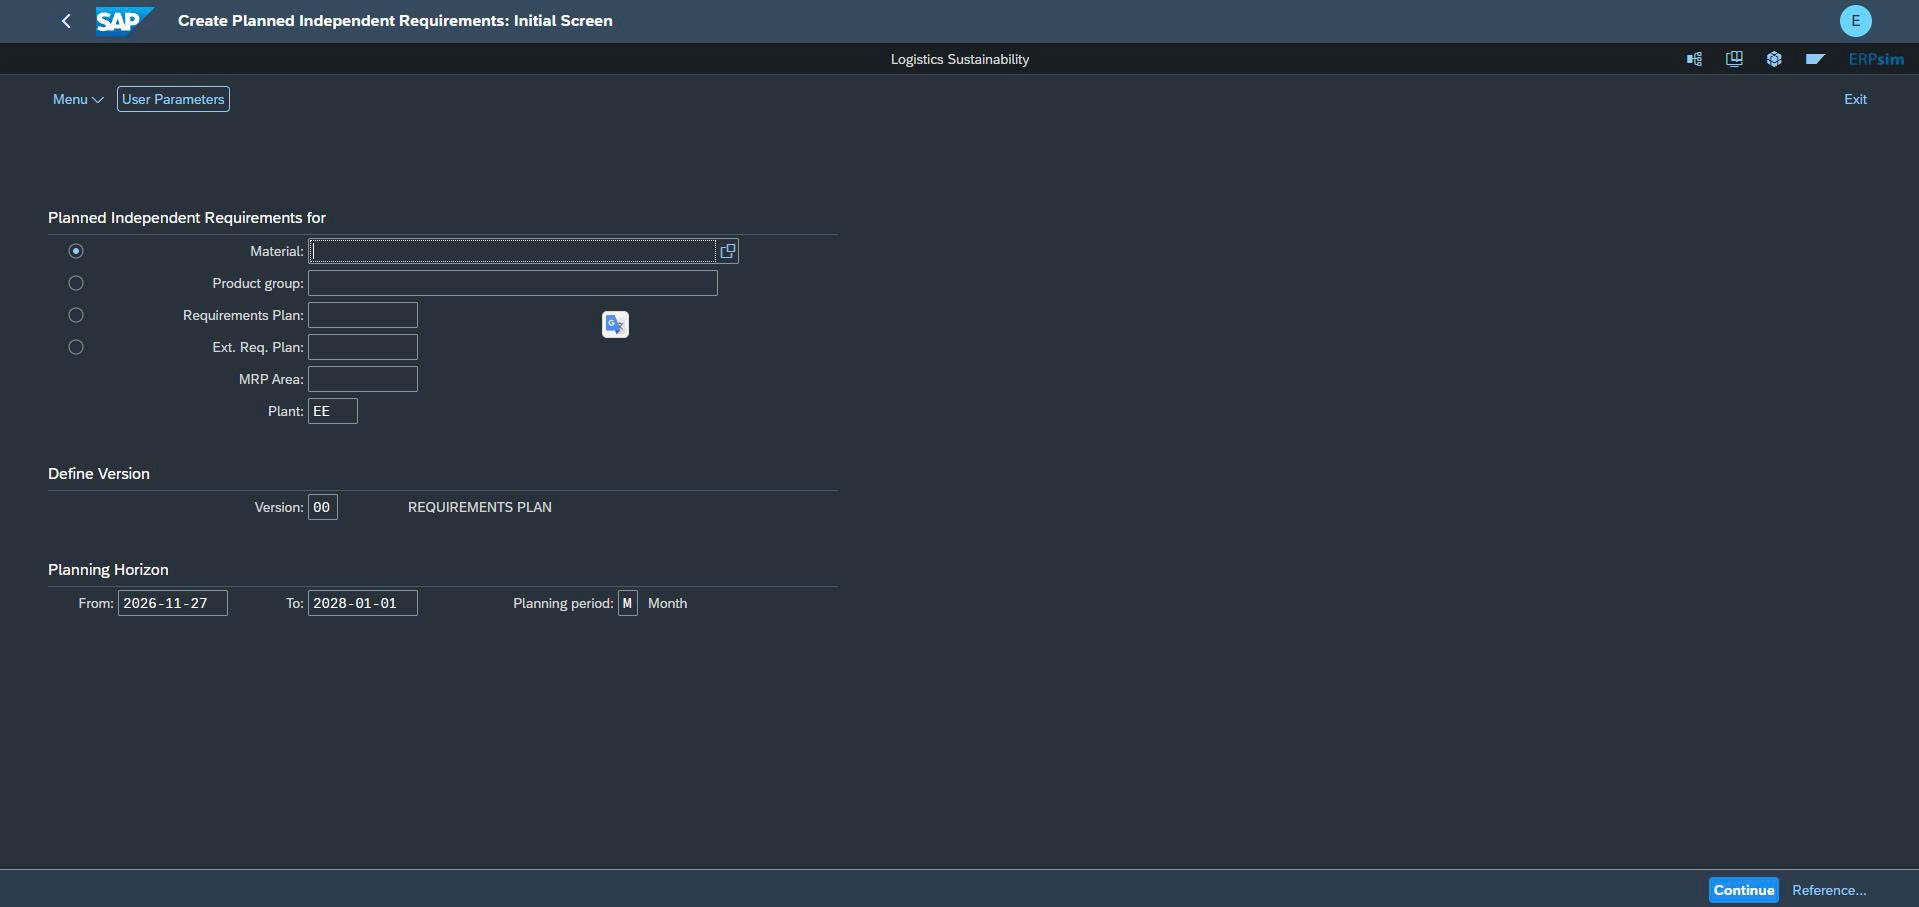 SAP Create Planned Independent Requirements: Initial Screen E
Logistics Sustainability ERPsim
Menu User Parameters Exit
Planned Independent Requirements for
Material:
Product group:
Requirements Plan:
Ext. Req. Plan:
MRP Area:
Plant: EE
Define Version
Version: 00 REQUIREMENTS PLAN
Planning Horizon
From: 2026-11-27 To: 2028-01-01 Planning period: M Month
Continue Reference...